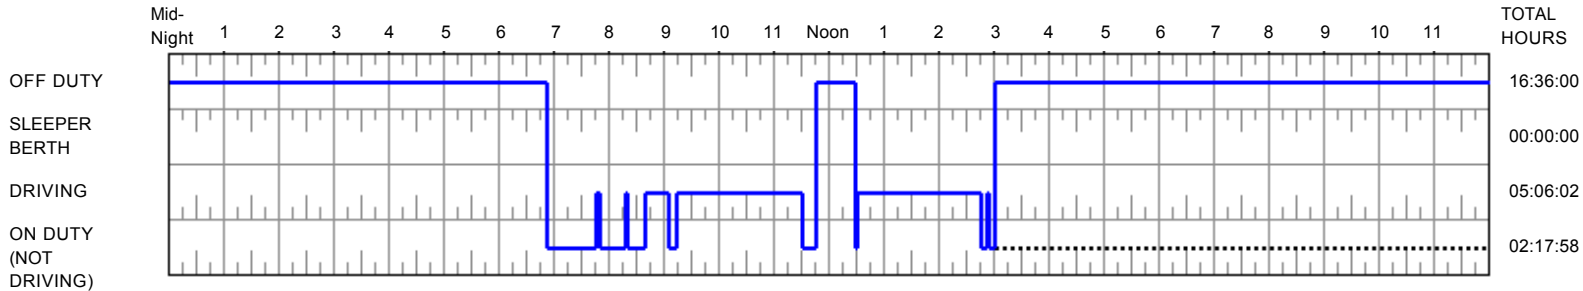 Mid-
Night 1 2 3 4 5 6 7 8 9 10 11 Noon 1 2 3 4 5 6 7 8 9 10 11
TOTAL
HOURS
OFF DUTY 16:36:00
SLEEPER
BERTH 00:00:00
DRIVING 05:06:02
ON DUTY
(NOT
DRIVING) 02:17:58